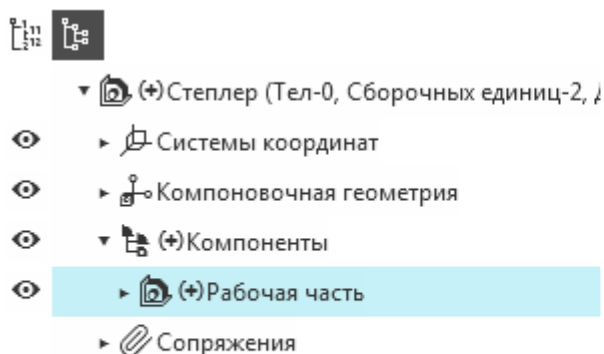 (+)Степлер (Тел-0, Сборочных единиц-2,
Системы координат
Компоновочная геометрия
(+)Компоненты
(+)Рабочая часть
Сопряжения